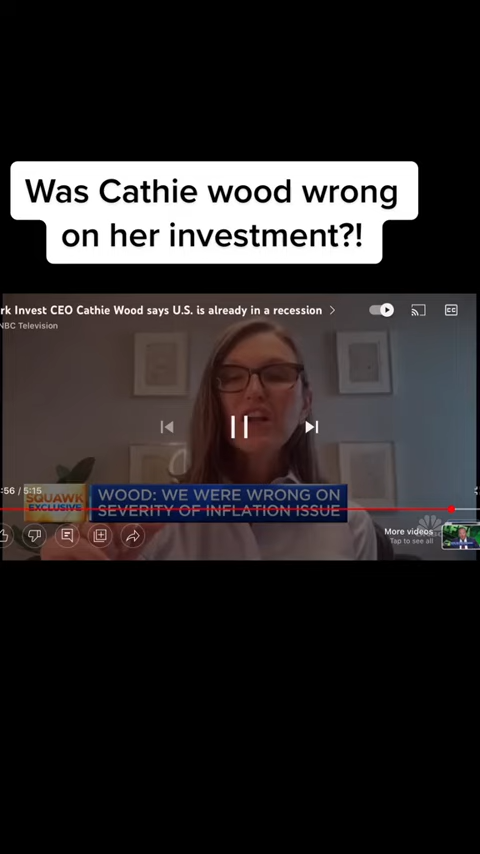 Was Cathie wood wrong
on her investment?!
rk Invest CEO Cathie Wood says U.S. is already in a recession
NBC Television
CC
:56 / 5:15
SQUAWK
EXCLUSIVE
WOOD: WE WERE WRONG ON
SEVERITY OF INFLATION ISSUE
More videos
Tap to see all